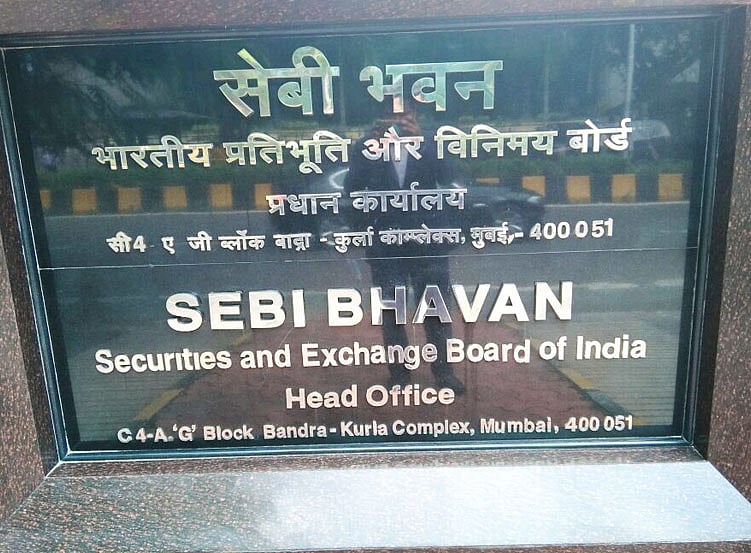 सेबी भवन
भारतीय प्रतिभूति और विनिमय बोर्ड
प्रधान कार्यालय
सी4 ए जी ब्लॉक बाद्रा - कुर्ला काम्प्लेक्स, मुंबई,- 400 051
SEBI BHAVAN
Securities and Exchange Board of India
Head Office
C 4-A.‘G’ Block Bandra - Kurla Complex, Mumbai, 400 051